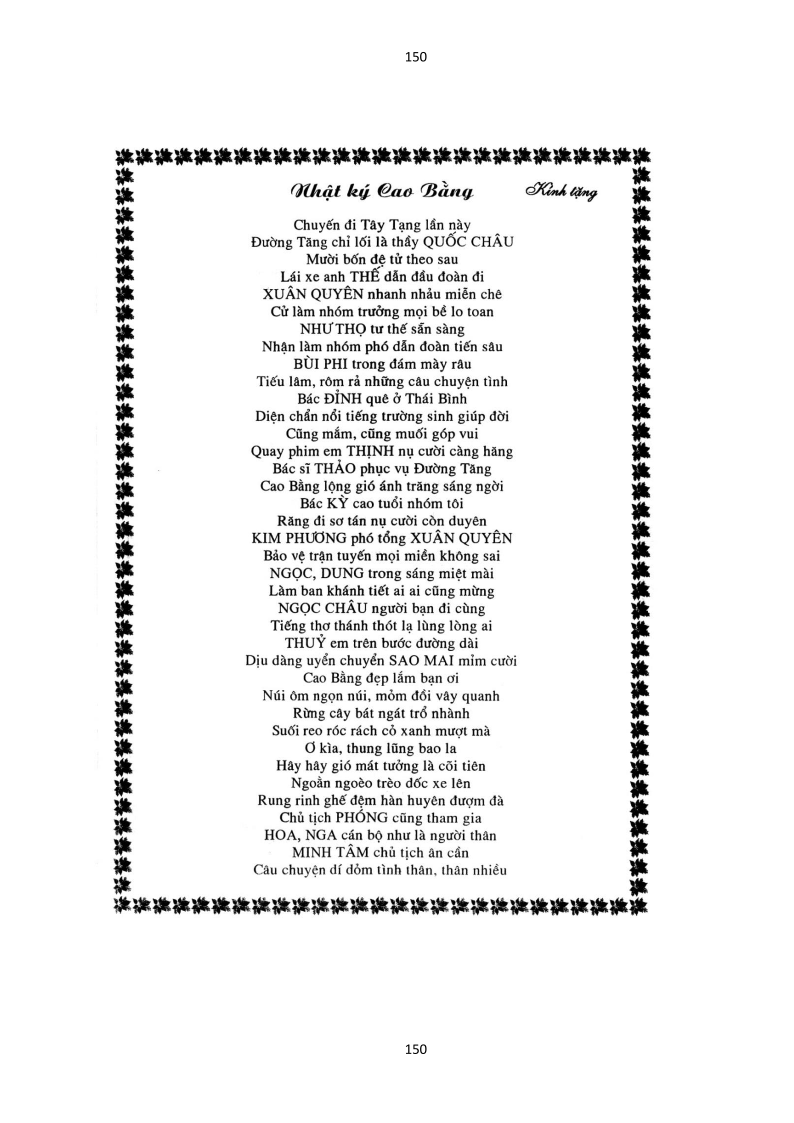 150
Nhật ký Cao Bằng
Kính tặng
Chuyến đi Tây Tạng lần này
Đường Tăng chỉ lối là thầy QUỐC CHÂU
Mười bốn đệ tử theo sau
Lái xe anh THẾ dẫn đầu đoàn đi
XUÂN QUYÊN nhanh nhảu miễn chê
Cử làm nhóm trưởng mọi bề lo toan
NHƯ THỌ tư thế sẵn sàng
Nhận làm nhóm phó dẫn đoàn tiến sâu
BÙI PHI trong đám mày râu
Tiếu lâm, rôm rả những câu chuyện tình
Bác ĐỈNH quê ở Thái Bình
Diện chẩn nổi tiếng trường sinh giúp đời
Cũng mắm, cũng muối góp vui
Quay phim em THỊNH nụ cười càng hăng
Bác sĩ THẢO phục vụ Đường Tăng
Cao Bằng lộng gió ánh trăng sáng ngời
Bác KỲ cao tuổi nhóm tôi
Răng đi sơ tán nụ cười còn duyên
KIM PHƯƠNG phó tổng XUÂN QUYÊN
Bảo vệ trận tuyến mọi miền không sai
NGỌC, DUNG trong sáng miệt mài
Làm ban khánh tiết ai ai cũng mừng
NGỌC CHÂU người bạn đi cùng
Tiếng thơ thánh thót lạ lùng lòng ai
THUỶ em trên bước đường dài
Dịu dàng uyển chuyển SAO MAI mỉm cười
Cao Bằng đẹp lắm bạn ơi
Núi ôm ngọn núi, mỏm đồi vây quanh
Rừng cây bát ngát trổ nhành
Suối reo róc rách cỏ xanh mượt mà
Ơ kìa, thung lũng bao la
Hây hây gió mát tưởng là cõi tiên
Ngoằn ngoèo trèo dốc xe lên
Rung rinh ghế đệm hàn huyên đượm đà
Chủ tịch PHÓNG cũng tham gia
HOA, NGA cán bộ như là người thân
MINH TÂM chủ tịch ân cần
Câu chuyện dí dỏm tình thân, thân nhiều
150